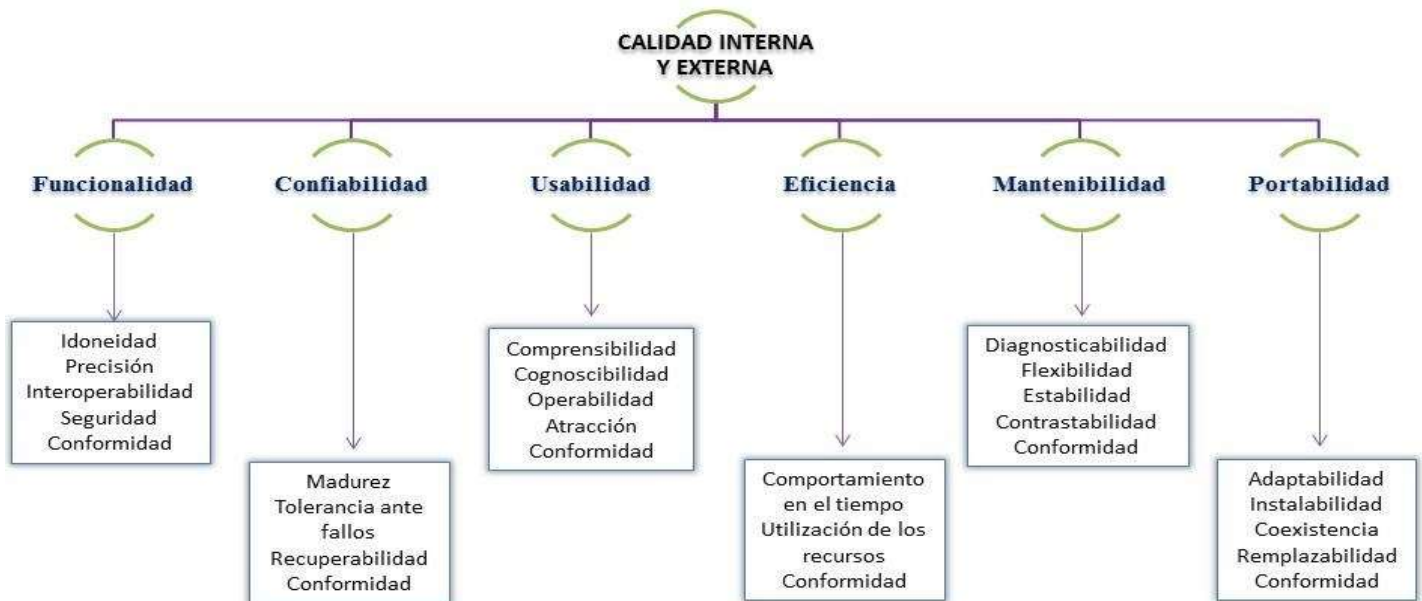 CALIDAD INTERNA
Y EXTERNA
Funcionalidad
Confiabilidad
Usabilidad
Eficiencia
Mantenibilidad
Portabilidad
Idoneidad
Precisión
Interoperabilidad
Seguridad
Conformidad
Madurez
Tolerancia ante
fallos
Recuperabilidad
Conformidad
Comprensibilidad
Cognoscibilidad
Operabilidad
Atracción
Conformidad
Comportamiento
en el tiempo
Utilización de los
recursos
Conformidad
Diagnosticabilidad
Flexibilidad
Estabilidad
Contrastabilidad
Conformidad
Adaptabilidad
Instalabilidad
Coexistencia
Remplazabilidad
Conformidad